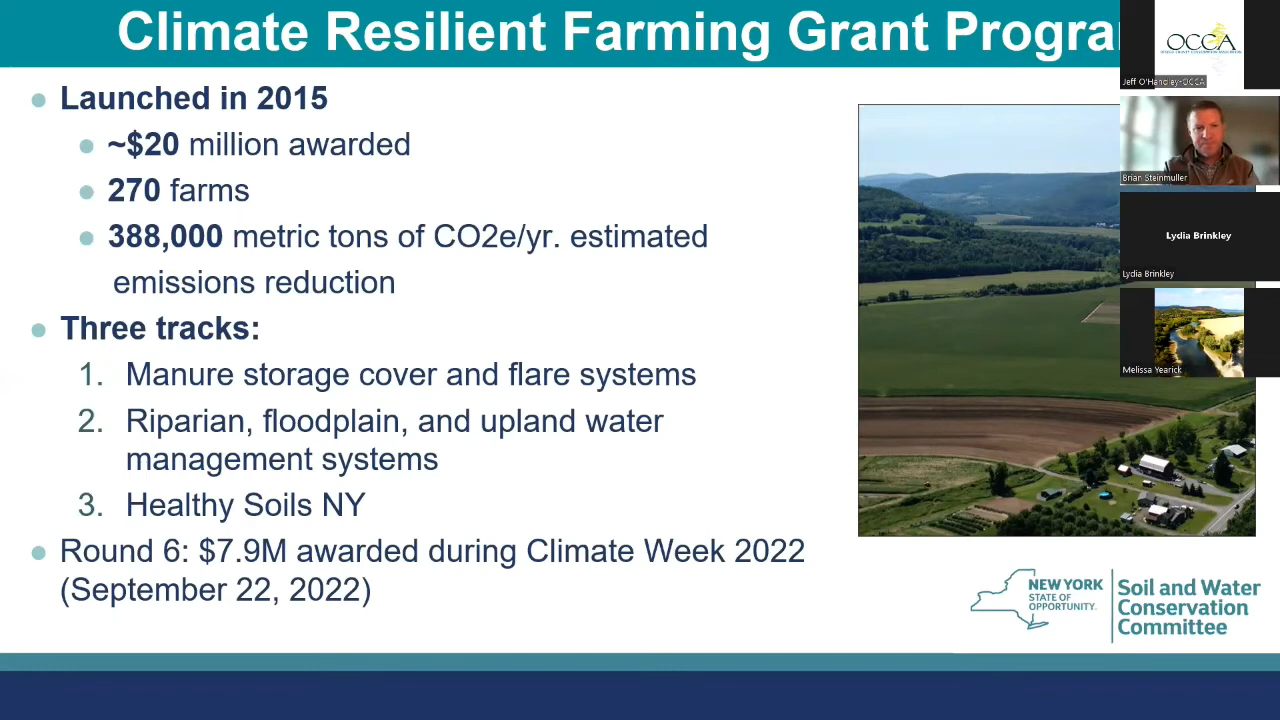 Climate Resilient Farming Grant Progra
Launched in 2015
~$20 million awarded
270 farms
388,000 metric tons of CO2e/yr. estimated
emissions reduction
Three tracks:
1. Manure storage cover and flare systems
2. Riparian, floodplain, and upland water
management systems
3. Healthy Soils NY
Round 6: $7.9M awarded during Climate Week 2022
(September 22, 2022)
NEW YORK
STATE OF
OPPORTUNITY.
Soil and Water
Conservation
Committee
OCCA
Jeff O'Handley-OCCA
Brian Steinmuller
Lydia Brinkley
Lydia Brinkley
Melissa Yearick